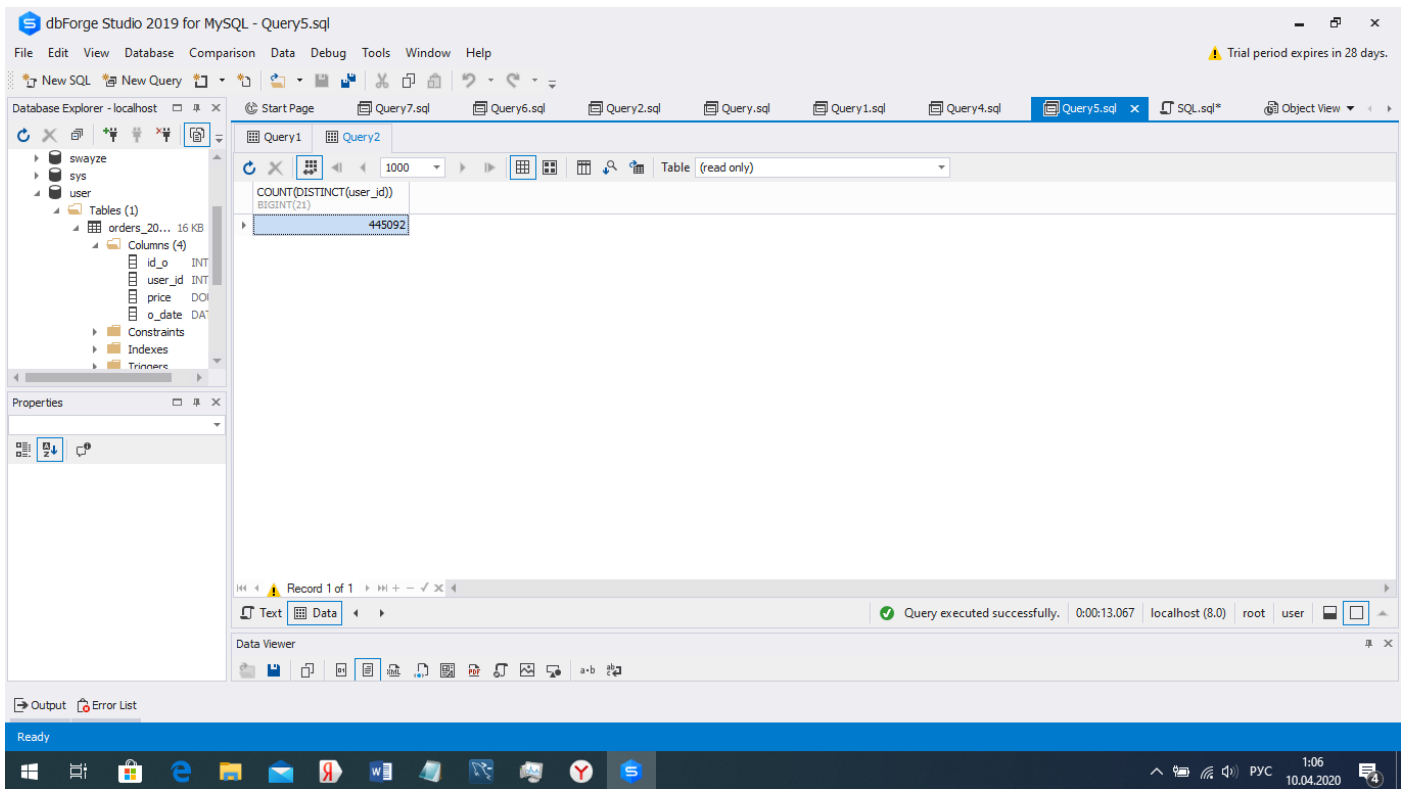 dbForge Studio 2019 for MySQL - Query5.sql
File Edit View Database Comparison Data Debug Tools Window Help
Trial period expires in 28 days.
New SQL New Query
Database Explorer - localhost
Start Page Query7.sql Query6.sql Query2.sql Query.sql Query1.sql Query4.sql Query5.sql SQL.sql* Object View
Query1 Query2
1000 Table (read only)
swayze
sys
user
Tables (1)
orders_20... 16 KB
Columns (4)
id_o INT
user_id INT
price DOU
o_date DAT
Constraints
Indexes
Triggers
COUNT(DISTINCT(user_id))
BIGINT(21)
445092
Properties
Record 1 of 1
Text Data
Query executed successfully. 0:00:13.067 localhost (8.0) root user
Data Viewer
Output Error List
Ready
РУС
1:06
10.04.2020
4